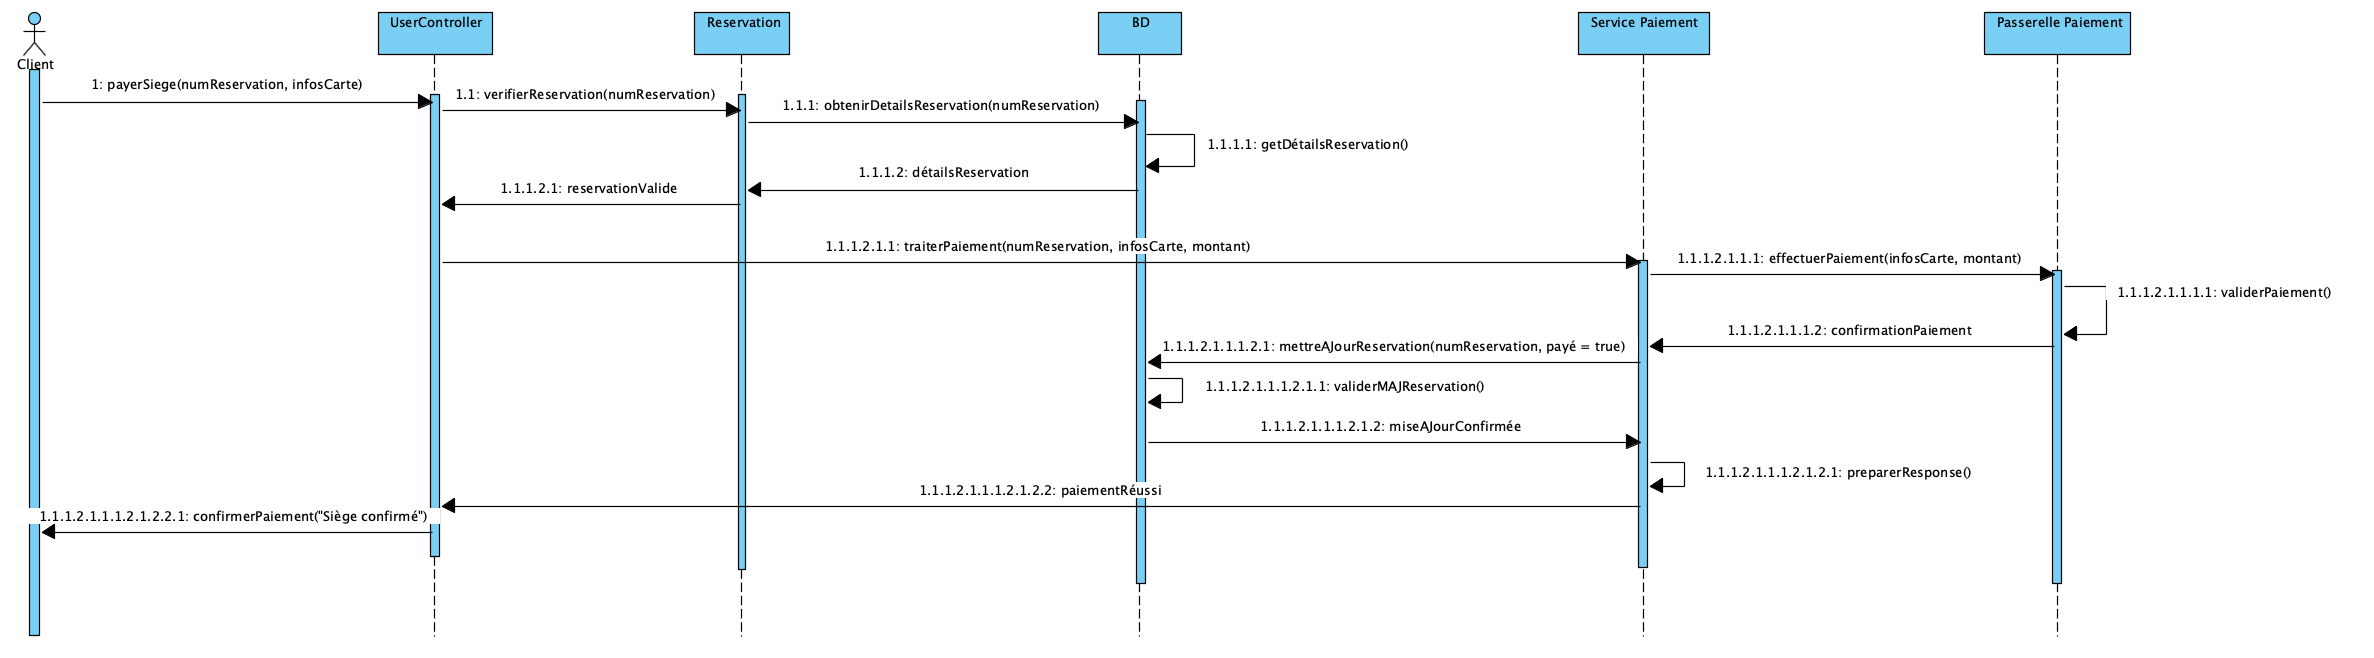 Client
UserController
Reservation
BD
Service Paiement
Passerelle Paiement
1: payerSiege(numReservation, infosCarte)
1.1: verifierReservation(numReservation)
1.1.1: obtenirDetailsReservation(numReservation)
1.1.1.1: getDétailsReservation()
1.1.1.2: détailsReservation
1.1.1.2.1: reservationValide
1.1.1.2.1.1: traiterPaiement(numReservation, infosCarte, montant)
1.1.1.2.1.1.1: effectuerPaiement(infosCarte, montant)
1.1.1.2.1.1.1.1: validerPaiement()
1.1.1.2.1.1.1.2: confirmationPaiement
1.1.1.2.1.1.1.2.1: mettreAJourReservation(numReservation, payé = true)
1.1.1.2.1.1.1.2.1.1: validerMAJReservation()
1.1.1.2.1.1.1.2.1.2: miseAJourConfirmée
1.1.1.2.1.1.1.2.1.2.1: preparerResponse()
1.1.1.2.1.1.1.2.1.2.2: paiementRéussi
1.1.1.2.1.1.1.2.1.2.2.1: confirmerPaiement("Siège confirmé")